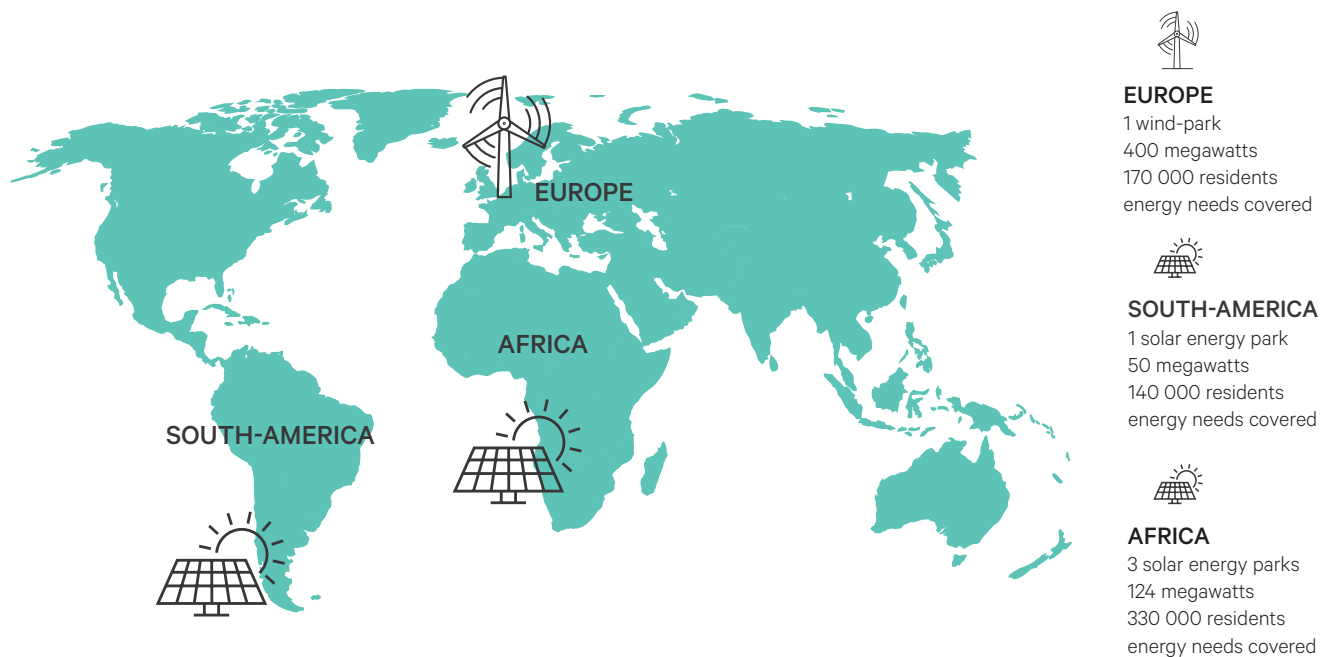 EUROPE
AFRICA
SOUTH-AMERICA
EUROPE
1 wind-park
400 megawatts
170 000 residents
energy needs covered
SOUTH-AMERICA
1 solar energy park
50 megawatts
140 000 residents
energy needs covered
AFRICA
3 solar energy parks
124 megawatts
330 000 residents
energy needs covered